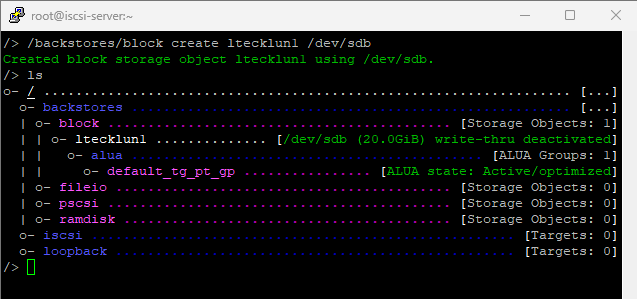 root@iscsi-server:~
/> /backstores/block create ltecklun1 /dev/sdb
Created block storage object ltecklun1 using /dev/sdb.
/> ls
o- / ................................................................... [...]
  o- backstores ........................................................ [...]
  | o- block ............................................ [Storage Objects: 1]
  | | o- ltecklun1 .............. [/dev/sdb (20.0GiB) write-thru deactivated]
  | |   o- alua ............................................. [ALUA Groups: 1]
  | |     o- default_tg_pt_gp ................ [ALUA state: Active/optimized]
  | o- fileio ........................................... [Storage Objects: 0]
  | o- pscsi ............................................ [Storage Objects: 0]
  | o- ramdisk .......................................... [Storage Objects: 0]
  o- iscsi ...................................................... [Targets: 0]
  o- loopback ................................................... [Targets: 0]
/>